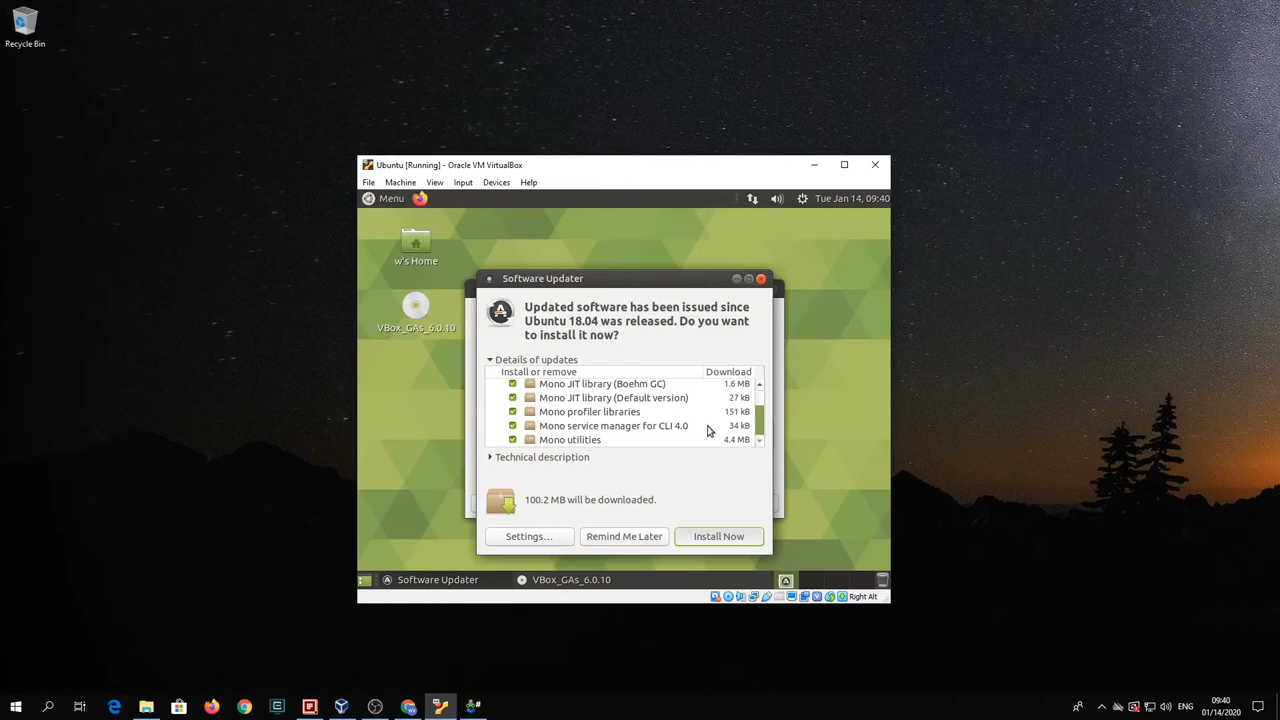 Recycle Bin
Ubuntu [Running] - Oracle VM VirtualBox
File Machine View Input Devices Help
Menu Tue Jan 14, 09:40
w's Home
VBox_GAs_6.0.10
Software Updater
Updated software has been issued since
Ubuntu 18.04 was released. Do you want
to install it now?
Details of updates
Install or remove Download
Mono JIT library (Boehm GC) 1.6 MB
Mono JIT library (Default version) 27 kB
Mono profiler libraries 151 kB
Mono service manager for CLI 4.0 34 kB
Mono utilities 4.4 MB
Technical description
100.2 MB will be downloaded.
Settings... Remind Me Later Install Now
Software Updater VBox_GAs_6.0.10
Right Alt
ENG
09:40
01/14/2020